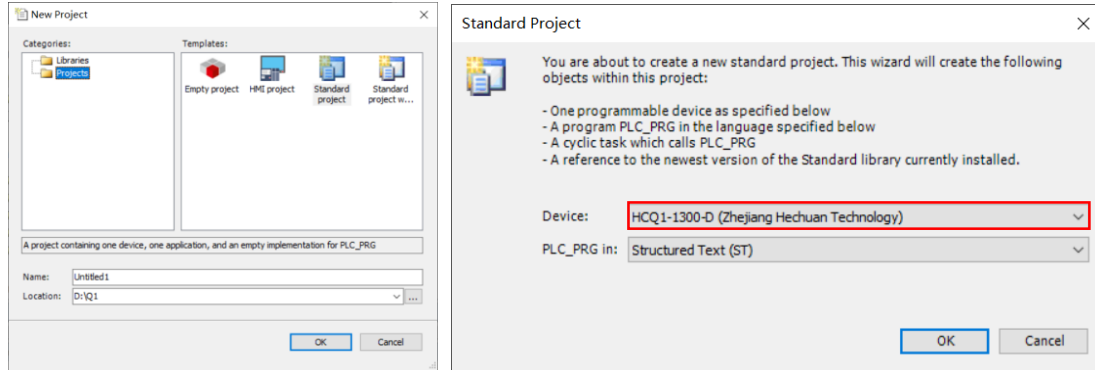 New Project
Categories:
Templates:
Libraries
Projects
Empty project
HMI project
Standard
project
Standard
project w...
A project containing one device, one application, and an empty implementation for PLC_PRG
Name:
Untitled1
Location:
D:\Q1
...
OK
Cancel
Standard Project
You are about to create a new standard project. This wizard will create the following
objects within this project:
- One programmable device as specified below
- A program PLC_PRG in the language specified below
- A cyclic task which calls PLC_PRG
- A reference to the newest version of the Standard library currently installed.
Device:
HCQ1-1300-D (Zhejiang Hechuan Technology)
PLC_PRG in:
Structured Text (ST)
OK
Cancel